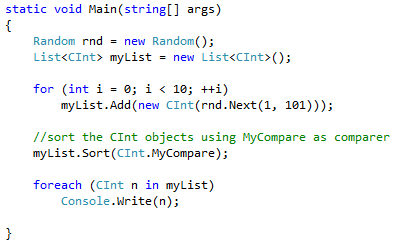 static void Main(string[] args)
{
    Random rnd = new Random();
    List<CInt> myList = new List<CInt>();

    for (int i = 0; i < 10; ++i)
        myList.Add(new CInt(rnd.Next(1, 101)));

    //sort the CInt objects using MyCompare as comparer
    myList.Sort(CInt.MyCompare);

    foreach (CInt n in myList)
        Console.Write(n);

}